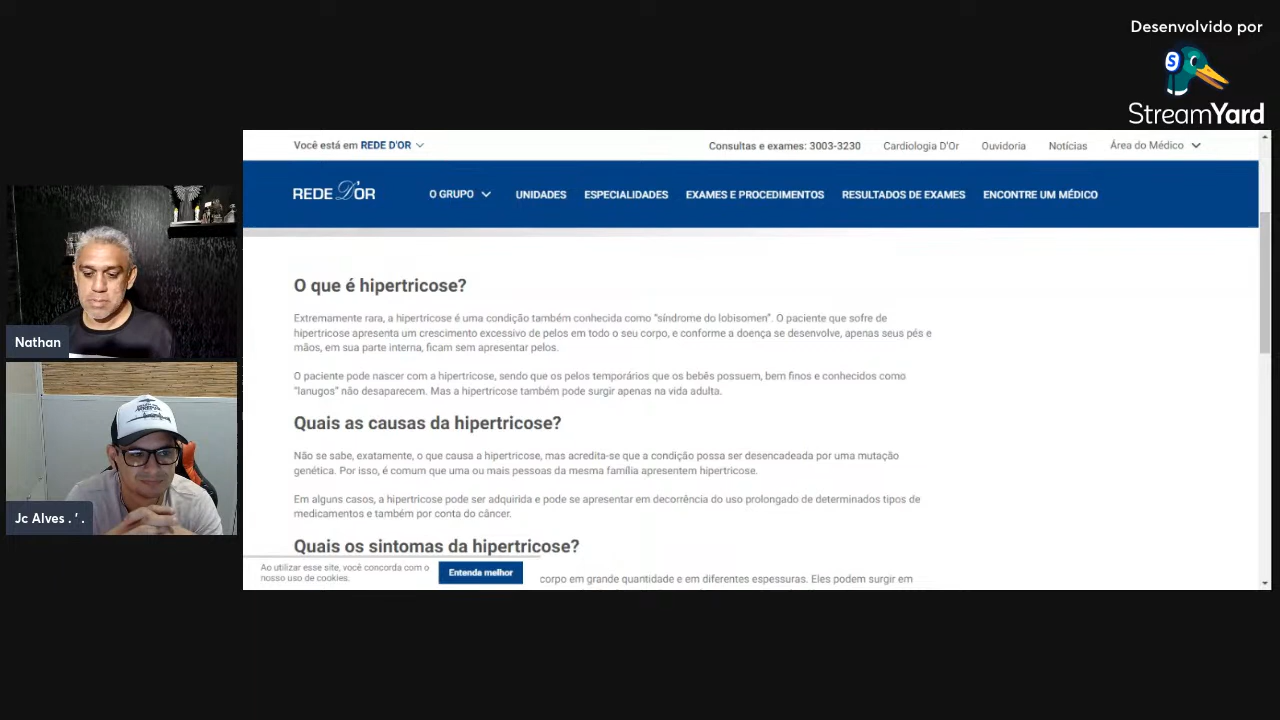 Desenvolvido por
StreamYard
Você está em REDE D'OR
Consultas e exames: 3003-3230
Cardiologia D'Or
Ouvidoria
Notícias
Área do Médico
REDE D'OR
O GRUPO
UNIDADES
ESPECIALIDADES
EXAMES E PROCEDIMENTOS
RESULTADOS DE EXAMES
ENCONTRE UM MÉDICO
O que é hipertricose?
Extremamente rara, a hipertricose é uma condição também conhecida como “síndrome do lobisomen”. O paciente que sofre de
hipertricose apresenta um crescimento excessivo de pelos em todo o seu corpo, e conforme a doença se desenvolve, apenas seus pés e
mãos, em sua parte interna, ficam sem apresentar pelos.
O paciente pode nascer com a hipertricose, sendo que os pelos temporários que os bebês possuem, bem finos e conhecidos como
“lanugos” não desaparecem. Mas a hipertricose também pode surgir apenas na vida adulta.
Quais as causas da hipertricose?
Não se sabe, exatamente, o que causa a hipertricose, mas acredita-se que a condição possa ser desencadeada por uma mutação
genética. Por isso, é comum que uma ou mais pessoas da mesma família apresentem hipertricose.
Em alguns casos, a hipertricose pode ser adquirida e pode se apresentar em decorrência do uso prolongado de determinados tipos de
medicamentos e também por conta do câncer.
Quais os sintomas da hipertricose?
corpo em grande quantidade e em diferentes espessuras. Eles podem surgir em
Ao utilizar esse site, você concorda com o
nosso uso de cookies.
Entenda melhor
Nathan
Jc Alves .´.